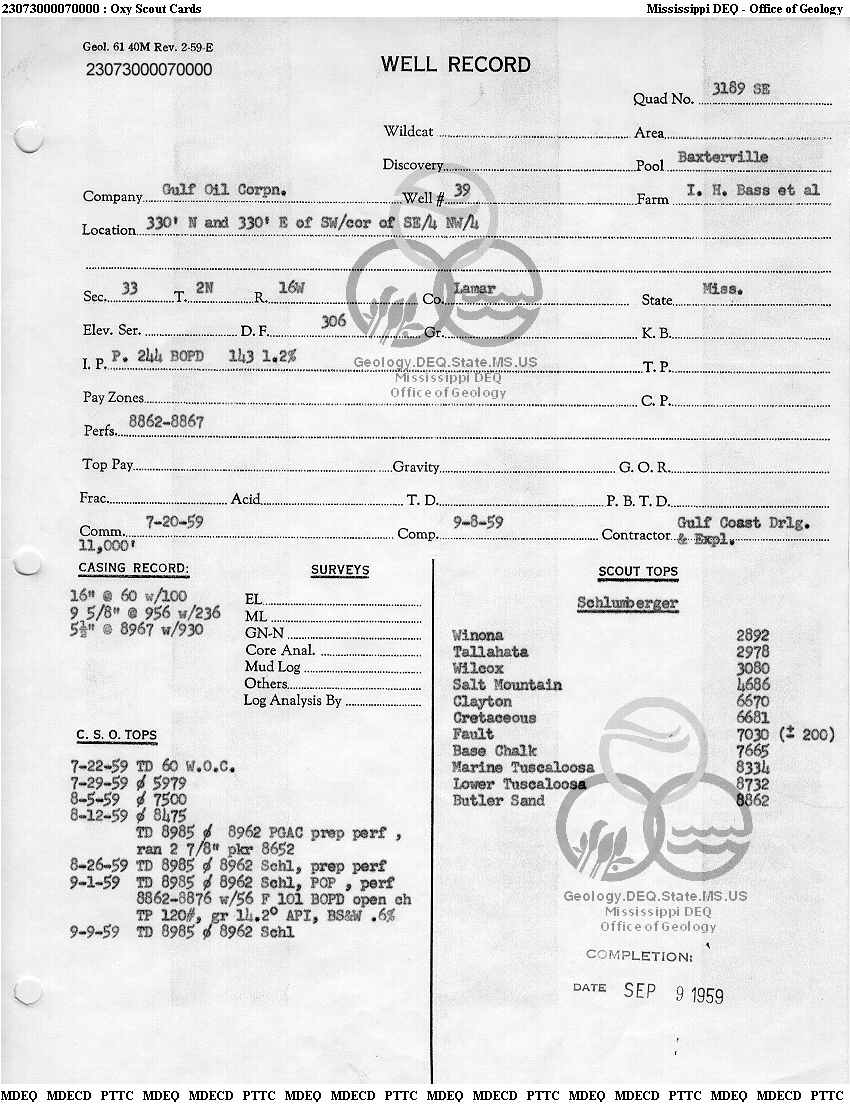 23073000070000 : Oxy Scout Cards Mississippi DEQ - Office of Geology
Geol. 61 40M Rev. 2-59-E
23073000070000
WELL RECORD
Quad No. 3189 SE
Wildcat Area
Discovery Pool Baxterville
Company Gulf Oil Corpn. Well # 39 Farm I. H. Bass et al
Location 330' N and 330' E of SW/cor of SE/4 NW/4
Sec. 33 T. 2N R. 16W Co. Lamar State Miss.
Elev. Ser. D. F. 306 Gr. K. B.
I. P. P. 244 BOPD 143 1.2% T. P.
Geology.DEQ.State.MS.US
Mississippi DEQ
Office of Geology
Pay Zones C. P.
Perfs. 8862-8867
Top Pay Gravity G. O. R.
Frac. Acid T. D. P. B. T. D.
Comm. 7-20-59 Comp. 9-8-59 Contractor Gulf Coast Drlg.
& Expl.
11,000'
CASING RECORD:
16" @ 60 w/100
9 5/8" @ 956 w/236
5½" @ 8967 w/930
SURVEYS
EL
ML
GN-N
Core Anal.
Mud Log
Others
Log Analysis By
C. S. O. TOPS
7-22-59 TD 60 W.O.C.
7-29-59 ∅ 5979
8-5-59 ∅ 7500
8-12-59 ∅ 8475
TD 8985 ∅ 8962 PGAC prep perf ,
ran 2 7/8" pkr 8652
8-26-59 TD 8985 ∅ 8962 Schl, prep perf
9-1-59 TD 8985 ∅ 8962 Schl, POP , perf
8862-8876 w/56 F 101 BOPD open ch
TP 120#, gr 14.2° API, BS&W .6%
9-9-59 TD 8985 ∅ 8962 Schl
SCOUT TOPS
Schlumberger
Winona 2892
Tallahata 2978
Wilcox 3080
Salt Mountain 4686
Clayton 6670
Cretaceous 6681
Fault 7030 (± 200)
Base Chalk 7665
Marine Tuscaloosa 8334
Lower Tuscaloosa 8732
Butler Sand 8862
Geology.DEQ.State.MS.US
Mississippi DEQ
Office of Geology
COMPLETION:
DATE SEP 9 1959
MDEQ MDECD PTTC MDEQ MDECD PTTC MDEQ MDECD PTTC MDEQ MDECD PTTC MDEQ MDECD PTTC MDEQ MDECD PTTC